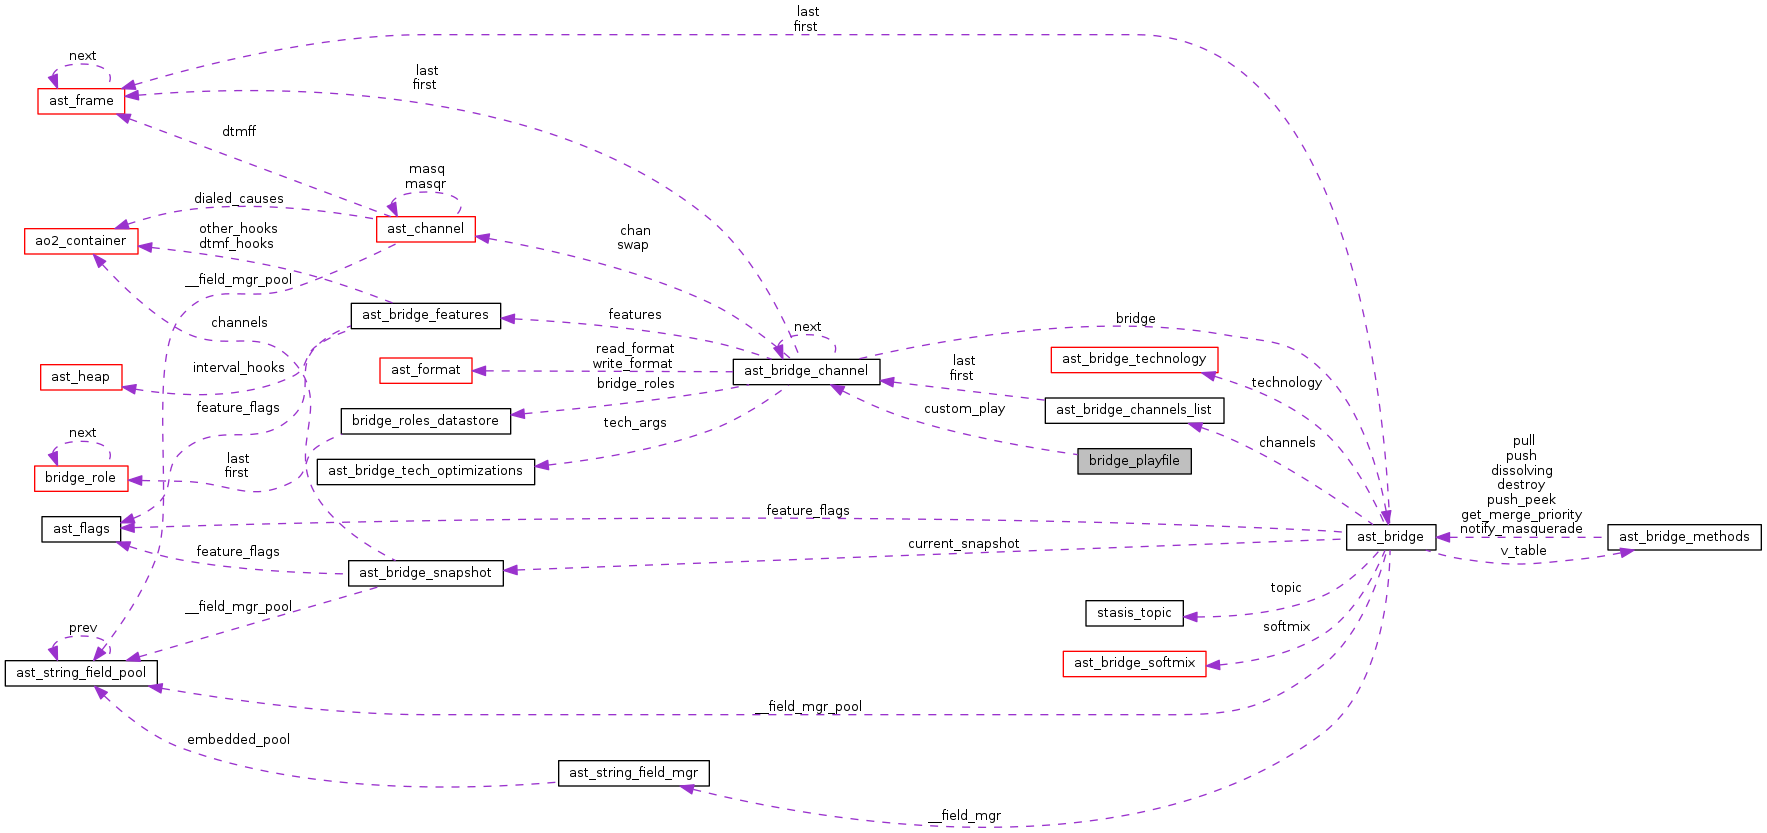 last
first
next
last
first
ast_frame
dtmff
masq
masqr
dialed_causes
other_hooks
dtmf_hooks
ast_channel
chan
swap
ao2_container
__field_mgr_pool
channels
ast_bridge_features
features
next
bridge
read_format
write_format
ast_bridge_technology
ast_heap
interval_hooks
ast_format
ast_bridge_channel
last
first
technology
bridge_roles
feature_flags
custom_play
ast_bridge_channels_list
bridge_roles_datastore
tech_args
next
channels
pull
push
dissolving
destroy
push_peek
get_merge_priority
notify_masquerade
last
first
bridge_role
ast_bridge_tech_optimizations
bridge_playfile
ast_flags
feature_flags
ast_bridge
ast_bridge_methods
feature_flags
current_snapshot
v_table
ast_bridge_snapshot
topic
__field_mgr_pool
stasis_topic
prev
softmix
ast_string_field_pool
ast_bridge_softmix
__field_mgr_pool
embedded_pool
ast_string_field_mgr
__field_mgr